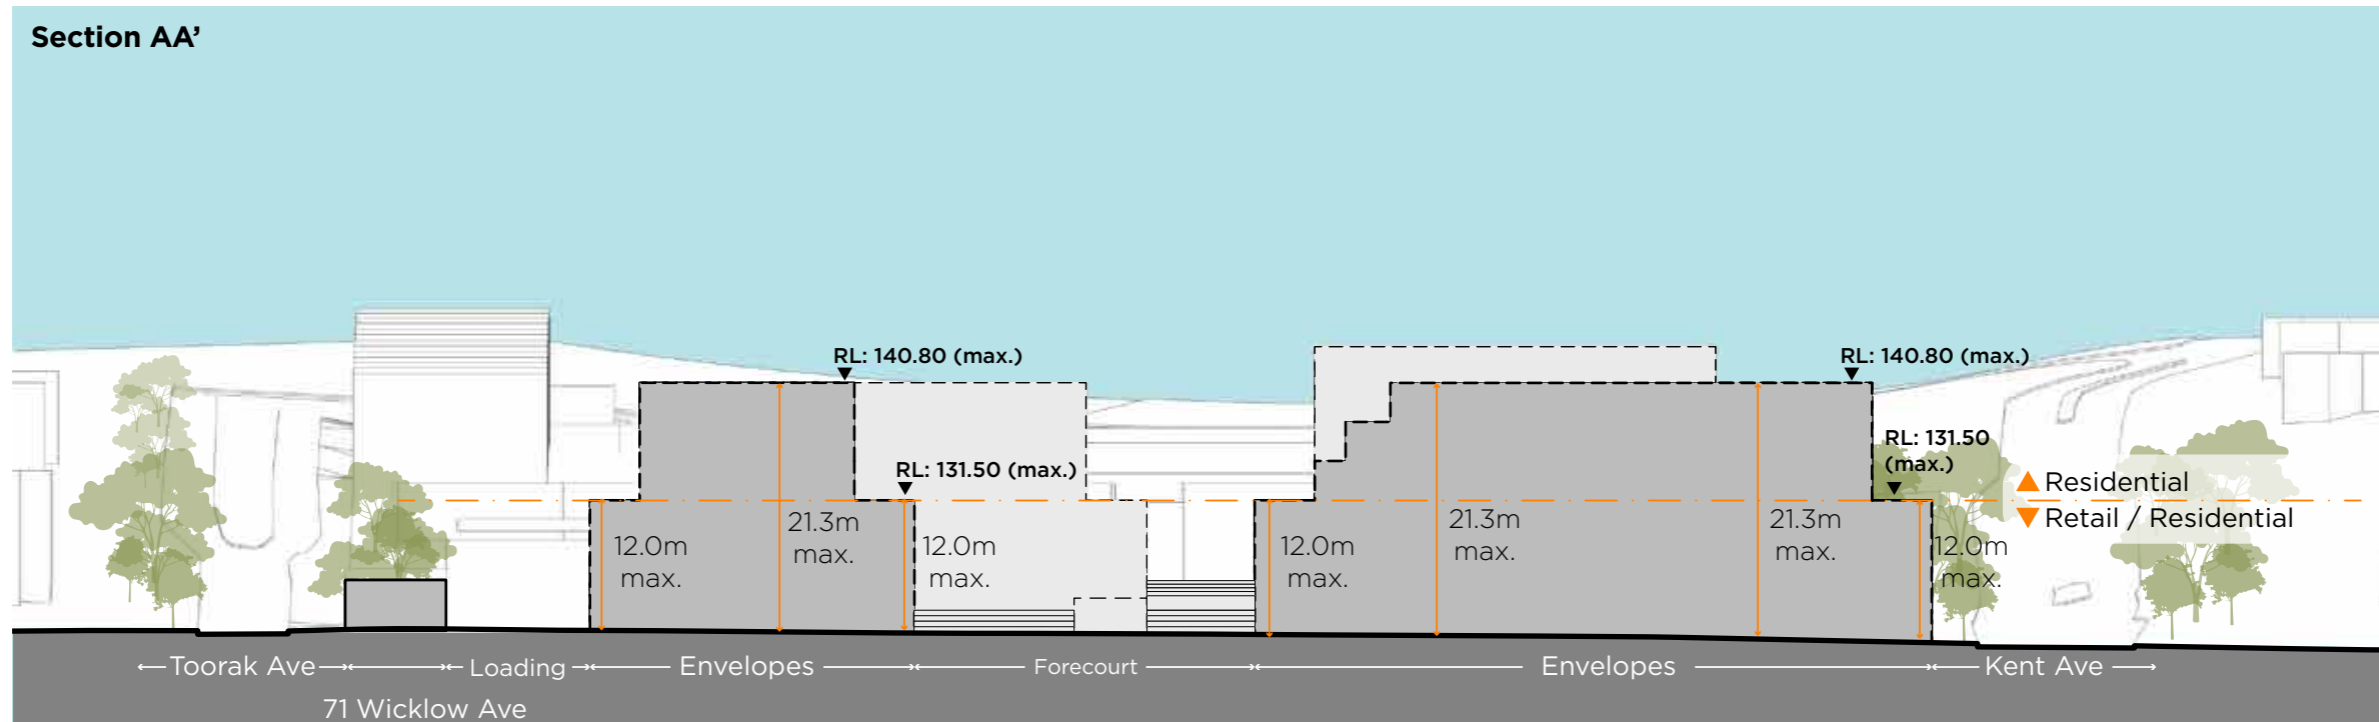 Section AA’
RL: 140.80 (max.)
RL: 140.80 (max.)
RL: 131.50
(max.)
RL: 131.50 (max.)
Residential
Retail / Residential
12.0m
max.
21.3m
max.
12.0m
max.
12.0m
max.
21.3m
max.
21.3m
max.
12.0m
max.
Toorak Ave
Loading
Envelopes
Forecourt
Envelopes
Kent Ave
71 Wicklow Ave